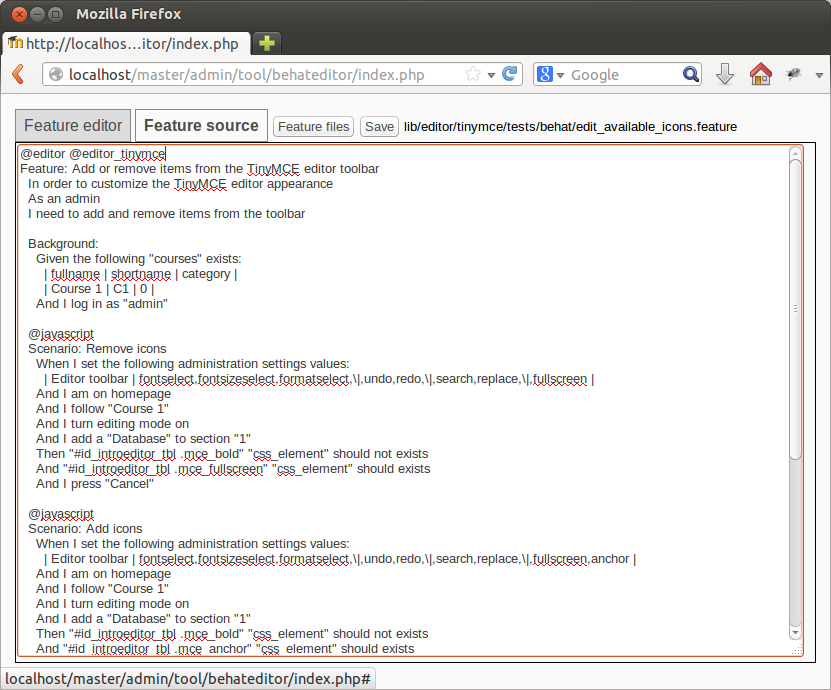 Mozilla Firefox
http://localhos...itor/index.php
localhost/master/admin/tool/behateditor/index.php
8
Google
Feature editor
Feature source
Feature files
Save
lib/editor/tinymce/tests/behat/edit_available_icons.feature
@editor @editor_tinymce
Feature: Add or remove items from the TinyMCE editor toolbar
In order to customize the TinyMCE editor appearance
As an admin
I need to add and remove items from the toolbar
Background:
Given the following "courses" exists:
| fullname | shortname | category |
| Course 1 | C1 | 0 |
And I log in as "admin"
@javascript
Scenario: Remove icons
When I set the following administration settings values:
| Editor toolbar | fontselect,fontsizeselect,formatselect,\|,undo,redo,\|,search,replace,\|,fullscreen |
And I am on homepage
And I follow "Course 1"
And I turn editing mode on
And I add a "Database" to section "1"
Then "#id_introeditor_tbl .mce_bold" "css_element" should not exists
And "#id_introeditor_tbl .mce_fullscreen" "css_element" should exists
And I press "Cancel"
@javascript
Scenario: Add icons
When I set the following administration settings values:
| Editor toolbar | fontselect,fontsizeselect,formatselect,\|,undo,redo,\|,search,replace,\|,fullscreen,anchor |
And I am on homepage
And I follow "Course 1"
And I turn editing mode on
And I add a "Database" to section "1"
Then "#id_introeditor_tbl .mce_bold" "css_element" should not exists
And "#id_introeditor_tbl .mce_anchor" "css_element" should exists
localhost/master/admin/tool/behateditor/index.php#